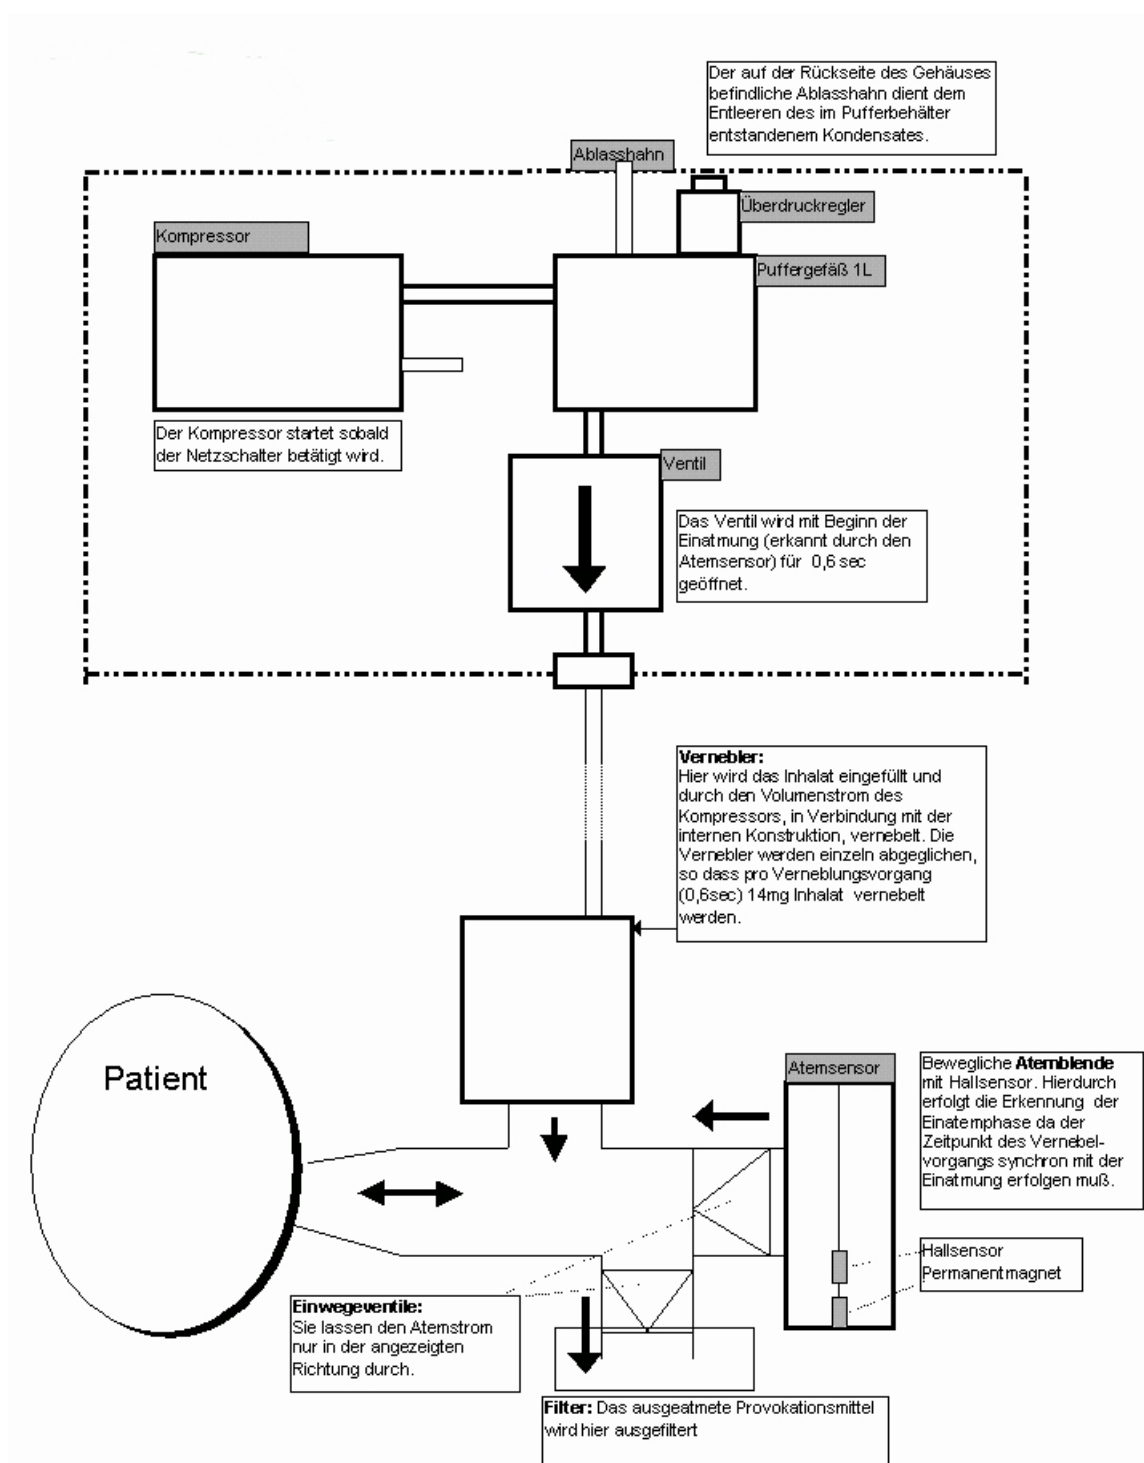 Der auf der Rückseite des Gehäuses
befindliche Ablasshahn dient dem
Entleeren des im Pufferbehälter
entstandenem Kondensates.
Ablasshahn
Überdruckregler
Kompressor
Puffergefäß 1L
Der Kompressor startet sobald
der Netzschalter betätigt wird.
Ventil
Das Ventil wird mit Beginn der
Einatmung (erkannt durch den
Atemsensor) für 0,6 sec
geöffnet.
Vernebler:
Hier wird das Inhalat eingefüllt und
durch den Volumenstrom des
Kompressors, in Verbindung mit der
internen Konstruktion, vernebelt. Die
Vernebler werden einzeln abgeglichen,
so dass pro Verneblungsvorgang
(0,6sec) 14mg Inhalat vernebelt
werden.
Patient
Atemsensor
Bewegliche Atemblende
mit Hallsensor. Hierdurch
erfolgt die Erkennung der
Einatemphase da der
Zeitpunkt des Vernebel-
vorgangs synchron mit der
Einatmung erfolgen muß.
Hallsensor
Permanentmagnet
Einwegeventile:
Sie lassen den Atemstrom
nur in der angezeigten
Richtung durch.
Filter: Das ausgeatmete Provokationsmittel
wird hier ausgefiltert